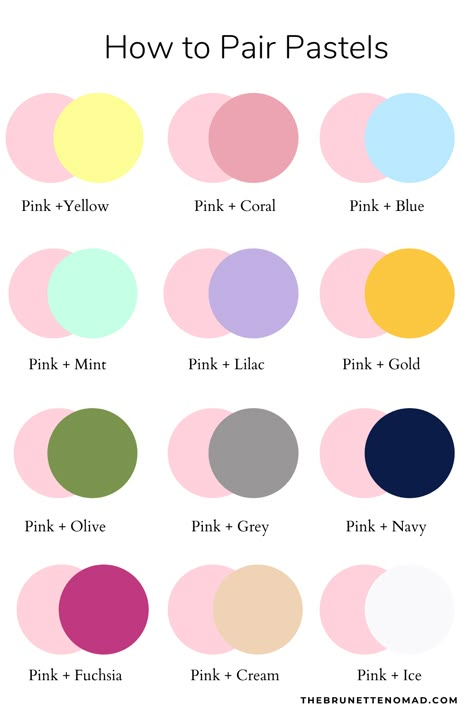 How to Pair Pastels
Pink +Yellow
Pink + Coral
Pink + Blue
Pink + Mint
Pink + Lilac
Pink + Gold
Pink + Olive
Pink + Grey
Pink + Navy
Pink + Fuchsia
Pink + Cream
Pink + Ice
THEBRUNETTENOMAD.COM